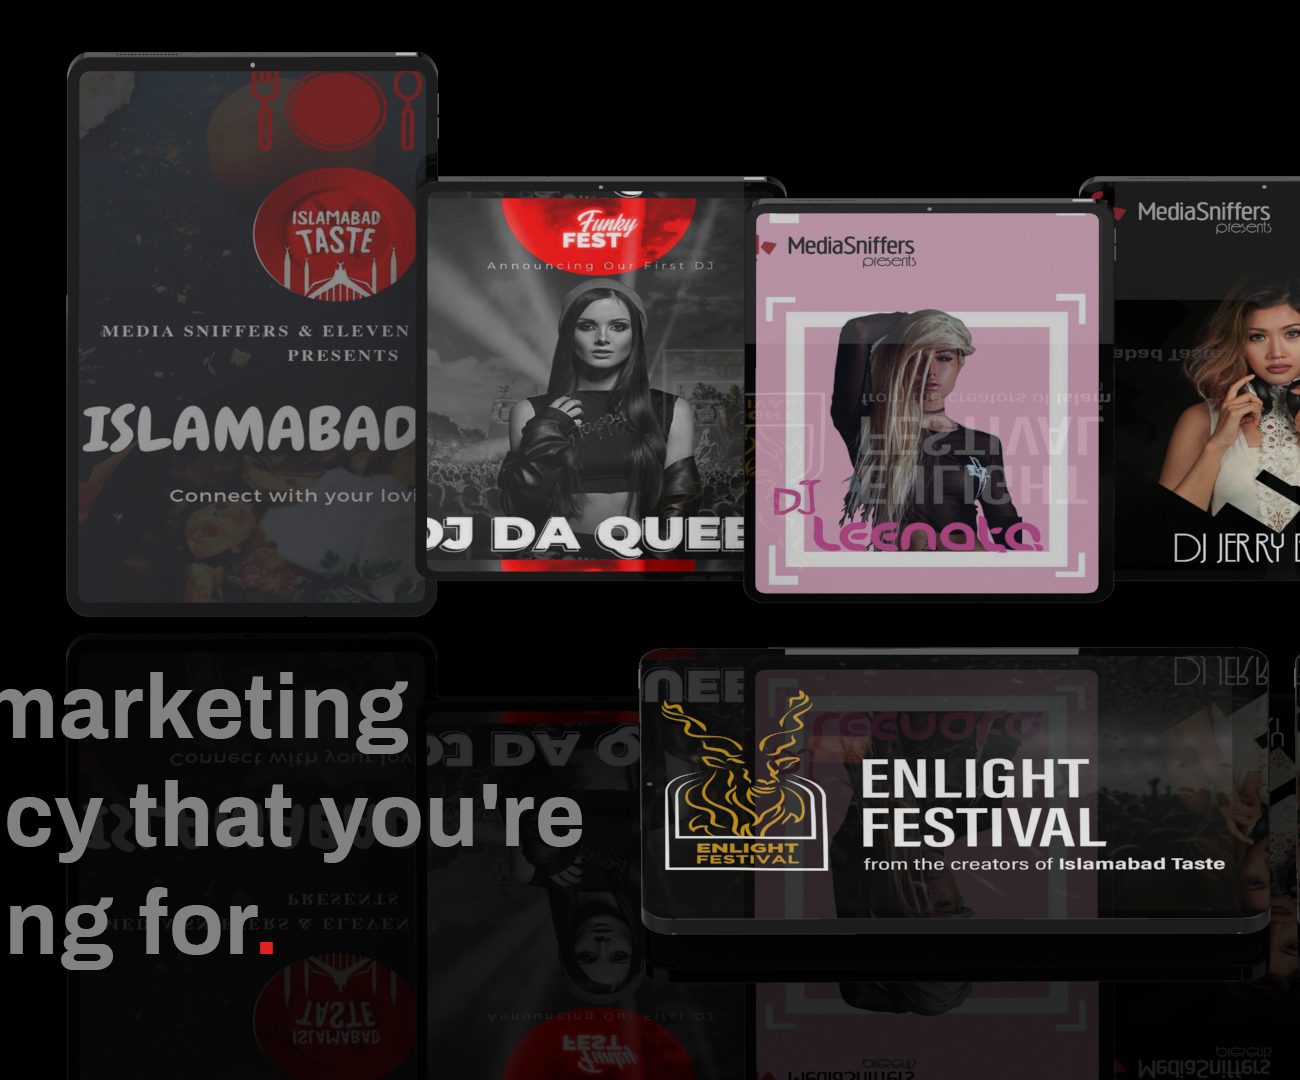 ISLAMABAD
TASTE
MEDIA SNIFFERS & ELEVEN
PRESENTS
ISLAMABAD
Connect with your lovi
Funky
FEST
Announcing Our First DJ
DJ DA QUEE
MediaSniffers
presents
DJ
Leenata
MediaSniffers
presents
DJ JERRY
marketing
cy that you're
ng for.
ENLIGHT
FESTIVAL
ENLIGHT
FESTIVAL
from the creators of Islamabad Taste